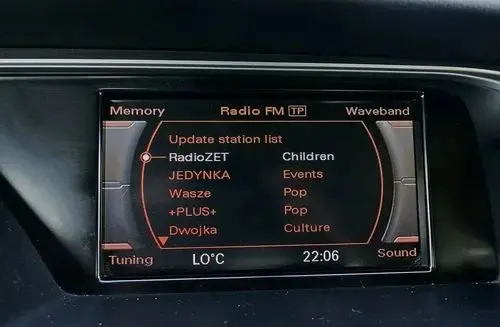 Memory Radio FM TP Waveband
Update station list
RadioZET Children
JEDYNKA Events
Wasze Pop
+PLUS+ Pop
Dwojka Culture
Tuning LO°C 22:06 Sound